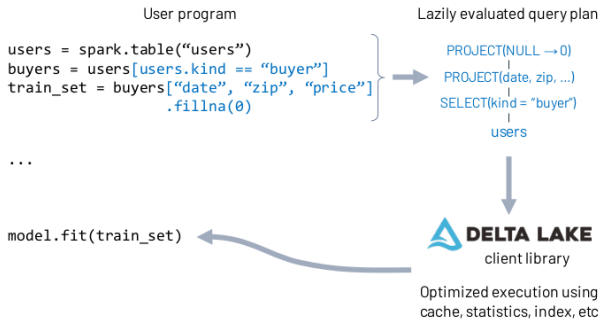 User program
users = spark.table(“users”)
buyers = users[users.kind == “buyer”]
train_set = buyers[“date”, “zip”, “price”]
.fillna(0)
...
model.fit(train_set)
Lazily evaluated query plan
PROJECT(NULL → 0)
PROJECT(date, zip, …)
SELECT(kind = “buyer”)
users
DELTA LAKE
client library
Optimized execution using
cache, statistics, index, etc